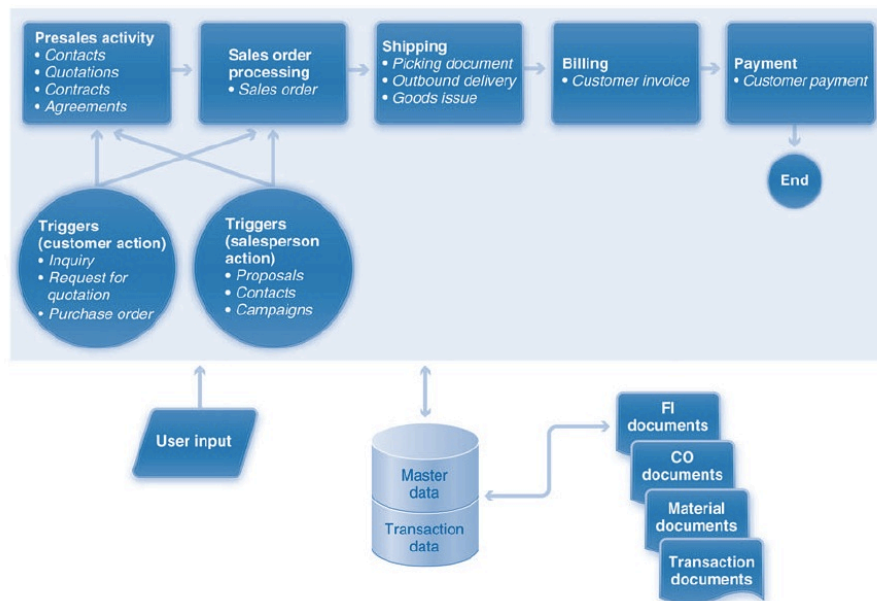 Presales activity
• Contacts
• Quotations
• Contracts
• Agreements
Sales order
processing
• Sales order
Shipping
• Picking document
• Outbound delivery
• Goods issue
Billing
• Customer invoice
Payment
• Customer payment
End
Triggers
(customer action)
• Inquiry
• Request for
quotation
• Purchase order
Triggers
(salesperson
action)
• Proposals
• Contacts
• Campaigns
User input
Master
data
Transaction
data
FI
documents
CO
documents
Material
documents
Transaction
documents